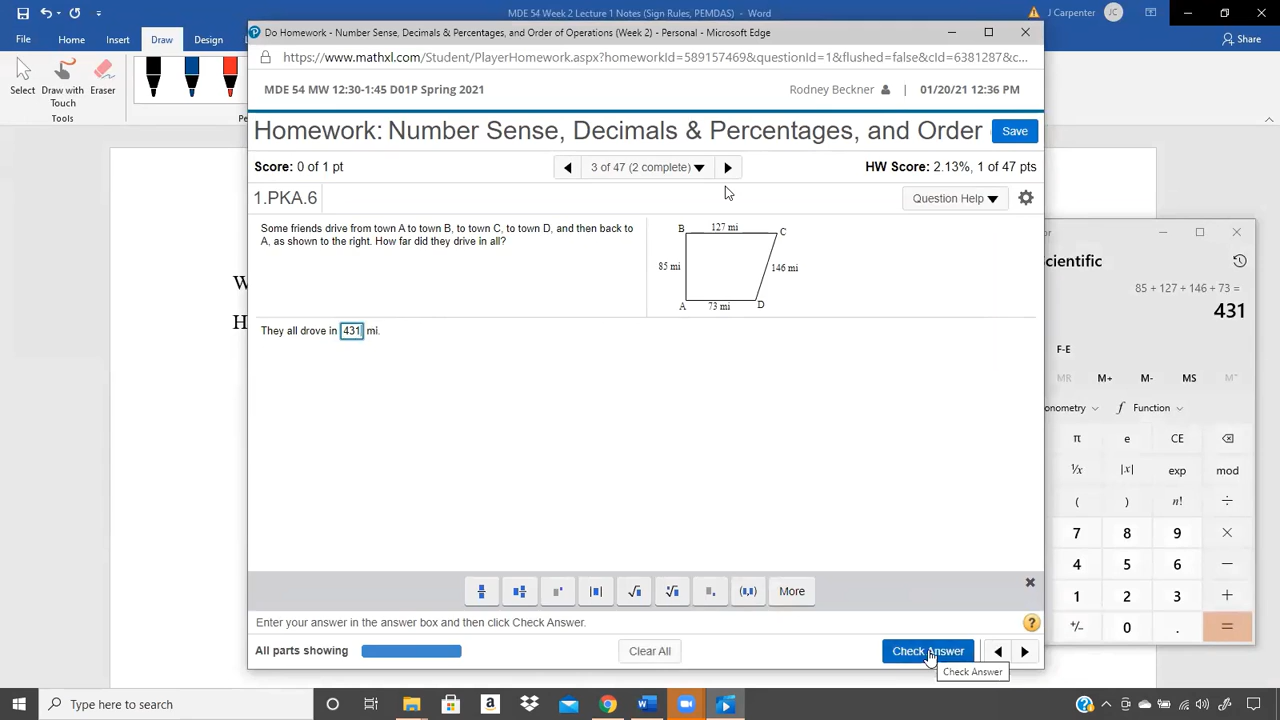 MDE 54 Week 2 Lecture 1 Notes (Sign Rules, PEMDAS) - Word
J Carpenter
JC
File
Home
Insert
Draw
Design
Share
Select
Draw with
Touch
Eraser
Tools
Do Homework - Number Sense, Decimals & Percentages, and Order of Operations (Week 2) - Personal - Microsoft Edge
https://www.mathxl.com/Student/PlayerHomework.aspx?homeworkId=589157469&questionId=1&flushed=false&cId=6381287&c...
MDE 54 MW 12:30-1:45 D01P Spring 2021
Rodney Beckner | 01/20/21 12:36 PM
Homework: Number Sense, Decimals & Percentages, and Order
Save
Score: 0 of 1 pt
3 of 47 (2 complete)
HW Score: 2.13%, 1 of 47 pts
1.PKA.6
Question Help
Some friends drive from town A to town B, to town C, to town D, and then back to
A, as shown to the right. How far did they drive in all?
B 127 mi C
85 mi 146 mi
A 73 mi D
They all drove in 431 mi.
W
H
Scientific
85 + 127 + 146 + 73 =
431
F-E
MR M+ M- MS M˅
onometry f Function
π e CE
¹/x |x| exp mod
( ) n! ÷
7 8 9 ×
4 5 6 −
1 2 3 +
+/− 0 . =
More
Enter your answer in the answer box and then click Check Answer.
?
All parts showing
Clear All
Check Answer
Check Answer
Type here to search